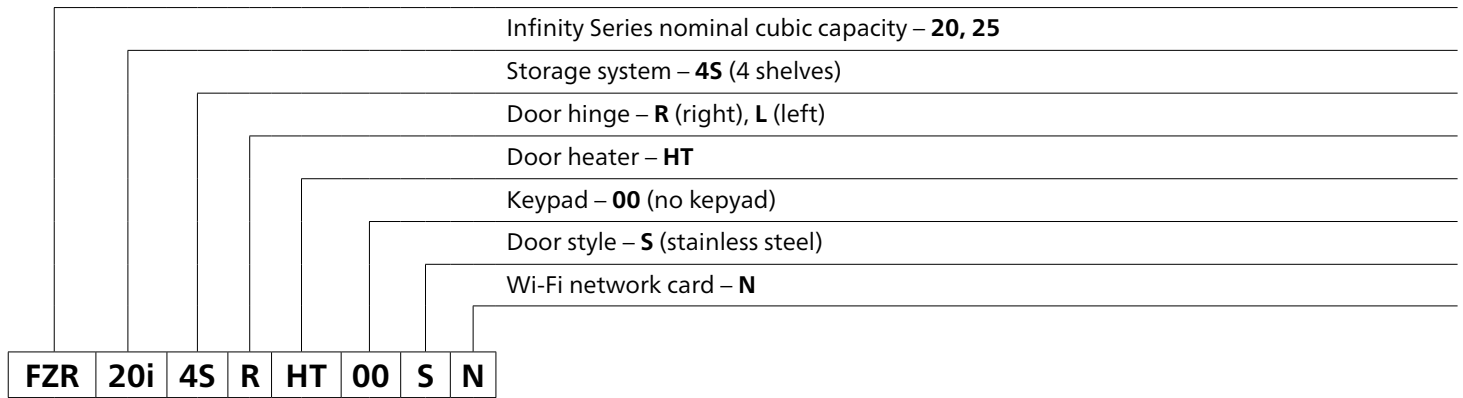 Infinity Series nominal cubic capacity – 20, 25
Storage system – 4S (4 shelves)
Door hinge – R (right), L (left)
Door heater – HT
Keypad – 00 (no kepyad)
Door style – S (stainless steel)
Wi-Fi network card – N
FZR 20i 4S R HT 00 S N